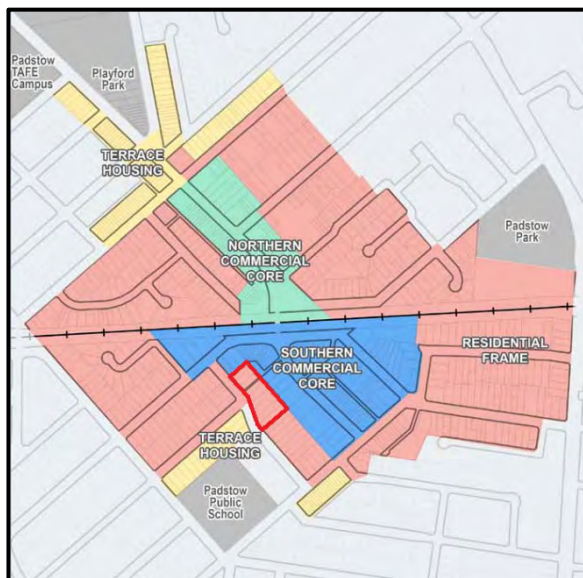 Padstow
TAFE
Campus
Playford
Park
TERRACE
HOUSING
Padstow
Park
NORTHERN
COMMERCIAL
CORE
SOUTHERN
COMMERCIAL
CORE
RESIDENTIAL
FRAME
TERRACE
HOUSING
Padstow
Public
School